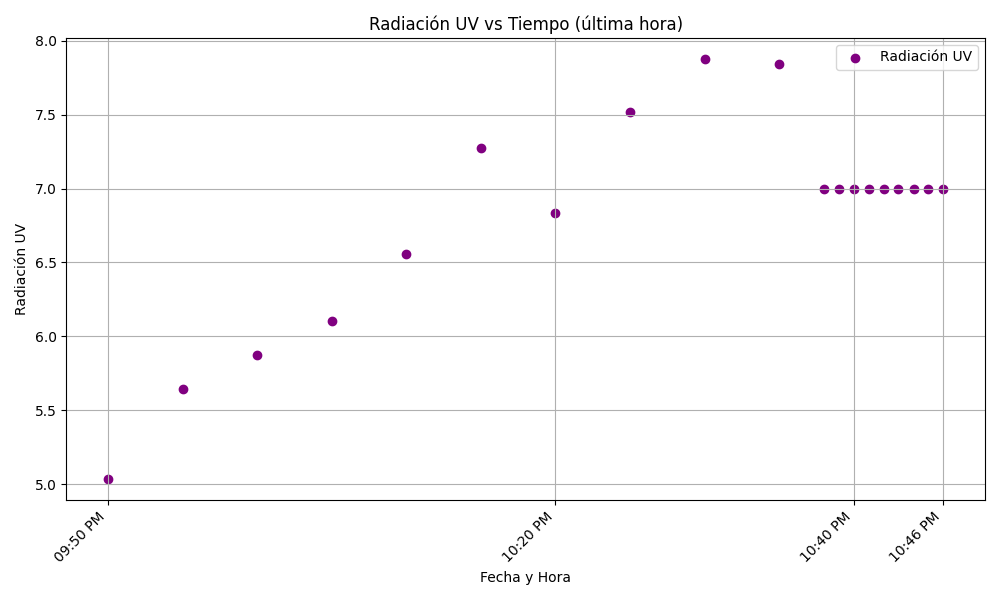 Radiación UV vs Tiempo (última hora)
Radiación UV
8.0
7.5
7.0
6.5
6.0
5.5
5.0
Radiación UV
09:50 PM
10:20 PM
10:40 PM
10:46 PM
Fecha y Hora